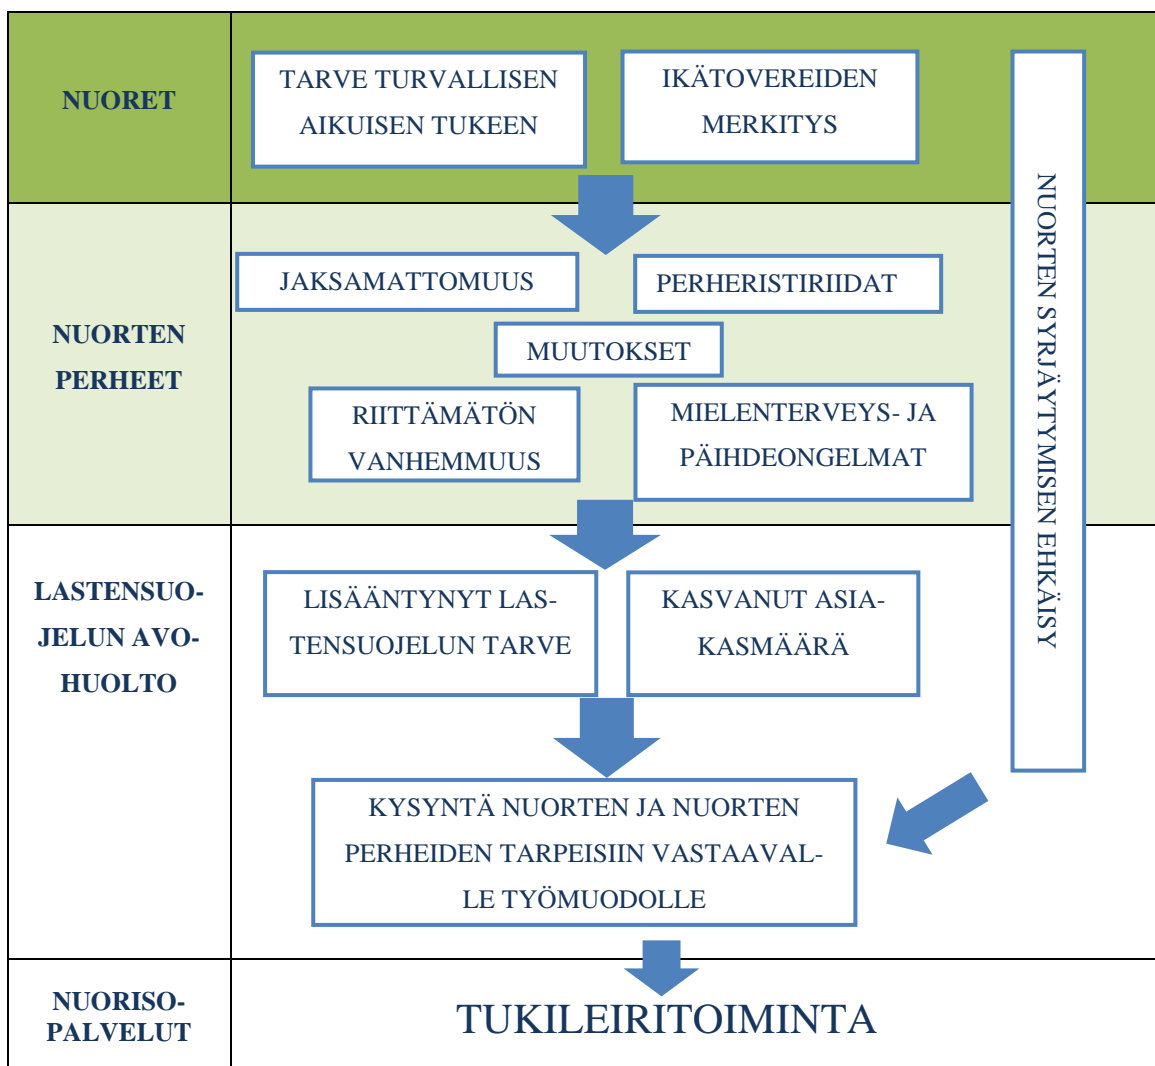 NUORET
TARVE TURVALLISEN
AIKUISEN TUKEEN
IKÄTOVEREIDEN
MERKITYS
NUORTEN SYRJÄYTYMISEN EHKÄISY
NUORTEN
PERHEET
JAKSAMATTOMUUS
PERHERISTIRIIDAT
MUUTOKSET
RIITTÄMÄTÖN
VANHEMMUUS
MIELENTERVEYS- JA
PÄIHDEONGELMAT
LASTENSUO-
JELUN AVO-
HUOLTO
LISÄÄNTYNYT LAS-
TENSUOJELUN TARVE
KASVANUT ASIA-
KASMÄÄRÄ
KYSYNTÄ NUORTEN JA NUORTEN
PERHEIDEN TARPEISIIN VASTAAVAL-
LE TYÖMUODOLLE
NUORISO-
PALVELUT
TUKILEIRITOIMINTA